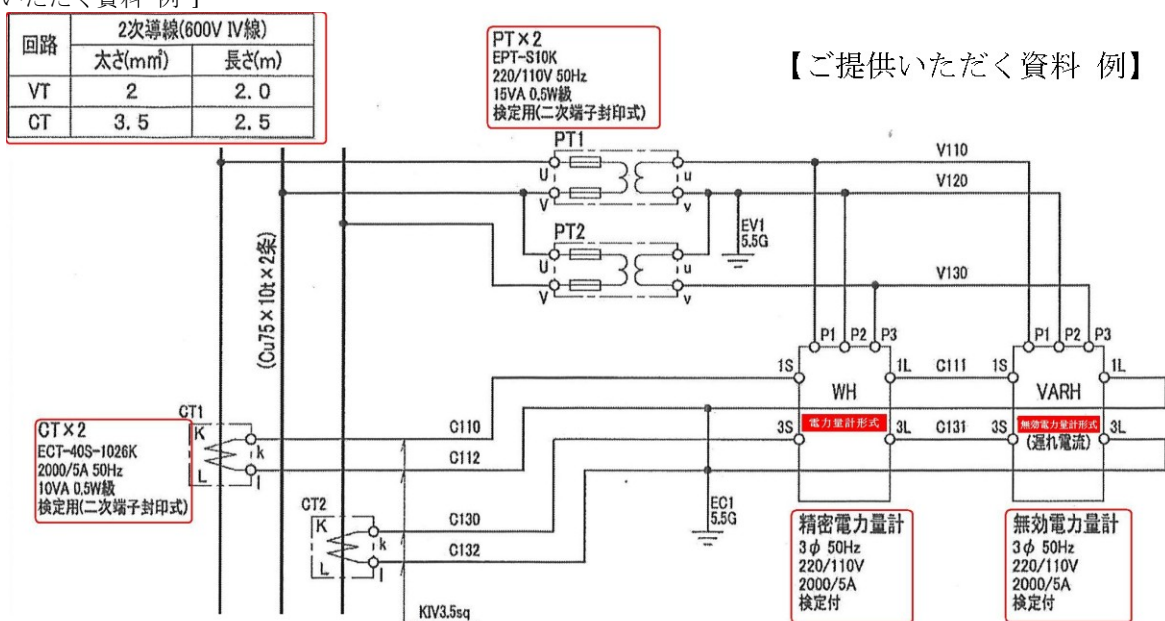 いただく資料 例 】
回路
2次導線(600V IV線)
太さ(m㎡)
長さ(m)
VT
2
2.0
CT
3.5
2.5
PT×2
EPT-S10K
220/110V 50Hz
15VA 0.5W級
検定用(二次端子封印式)
【ご提供いただく資料 例】
PT1
U
u
V
v
PT2
U
u
V
v
EV1
5.5G
V110
V120
V130
(Cu75×10t×2条)
P1
P2
P3
1S
WH
1L
電力量計形式
3S
3L
C111
C131
P1
P2
P3
1S
VARH
1L
無効電力量計形式
3S
(遅れ電流)
3L
CT×2
ECT-40S-1026K
2000/5A 50Hz
10VA 0.5W級
検定用(二次端子封印式)
CT1
K
k
L
l
C110
C112
CT2
K
k
L
l
C130
C132
EC1
5.5G
KIV3.5sq
精密電力量計
3φ 50Hz
220/110V
2000/5A
検定付
無効電力量計
3φ 50Hz
220/110V
2000/5A
検定付